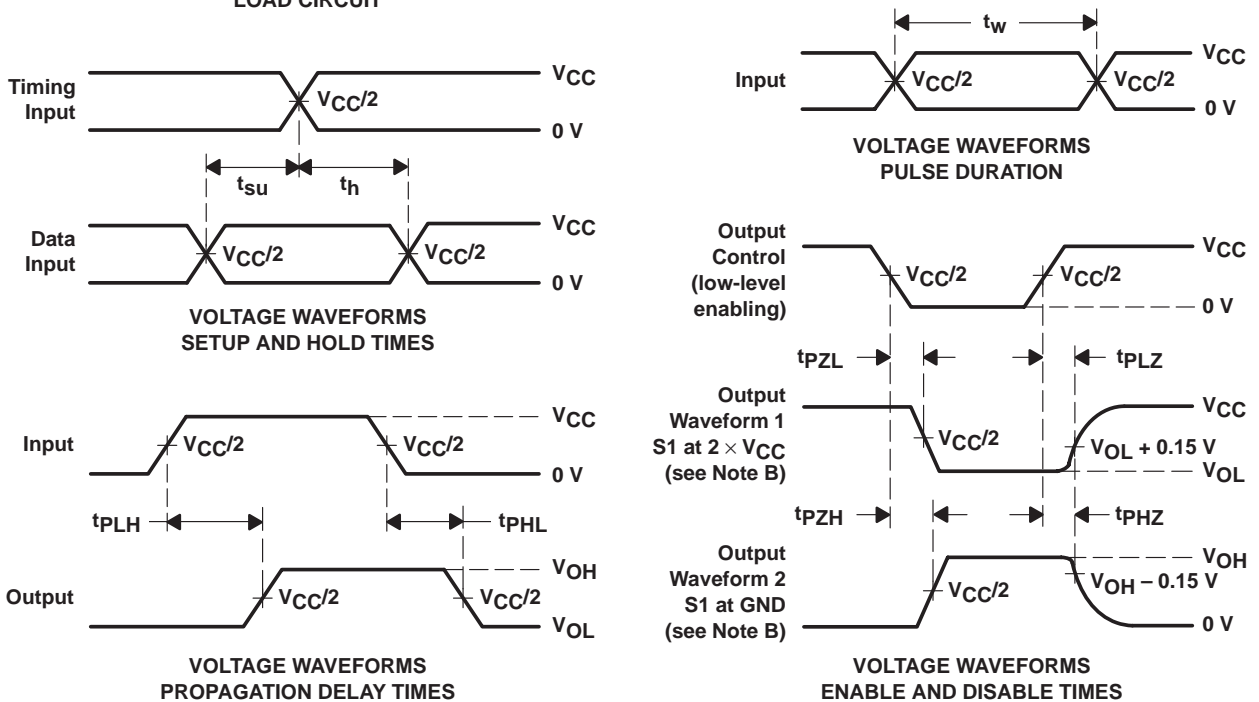 LOAD CIRCUIT
Timing
Input
VCC
VCC/2
0 V
tsu
th
Data
Input
VCC
VCC/2
VCC/2
0 V
VOLTAGE WAVEFORMS
SETUP AND HOLD TIMES
Input
VCC
VCC/2
VCC/2
0 V
tPLH
tPHL
Output
VOH
VCC/2
VCC/2
VOL
VOLTAGE WAVEFORMS
PROPAGATION DELAY TIMES
tw
Input
VCC
VCC/2
VCC/2
0 V
VOLTAGE WAVEFORMS
PULSE DURATION
Output
Control
(low-level
enabling)
VCC
VCC/2
VCC/2
0 V
tPZL
tPLZ
Output
Waveform 1
S1 at 2 × VCC
(see Note B)
VCC
VCC/2
VOL + 0.15 V
VOL
tPZH
tPHZ
Output
Waveform 2
S1 at GND
(see Note B)
VOH
VCC/2
VOH − 0.15 V
0 V
VOLTAGE WAVEFORMS
ENABLE AND DISABLE TIMES